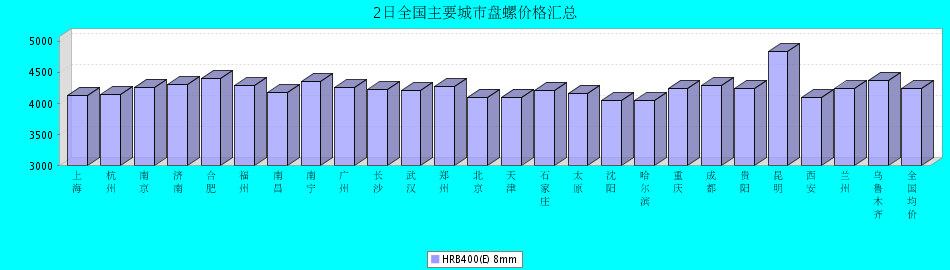 2日全国主要城市盘螺价格汇总
5000
4500
4000
3500
3000
上海
杭州
南京
济南
合肥
福州
南昌
南宁
广州
长沙
武汉
郑州
北京
天津
石家庄
太原
沈阳
哈尔滨
重庆
成都
贵阳
昆明
西安
兰州
乌鲁木齐
全国均价
HRB400(E) 8mm